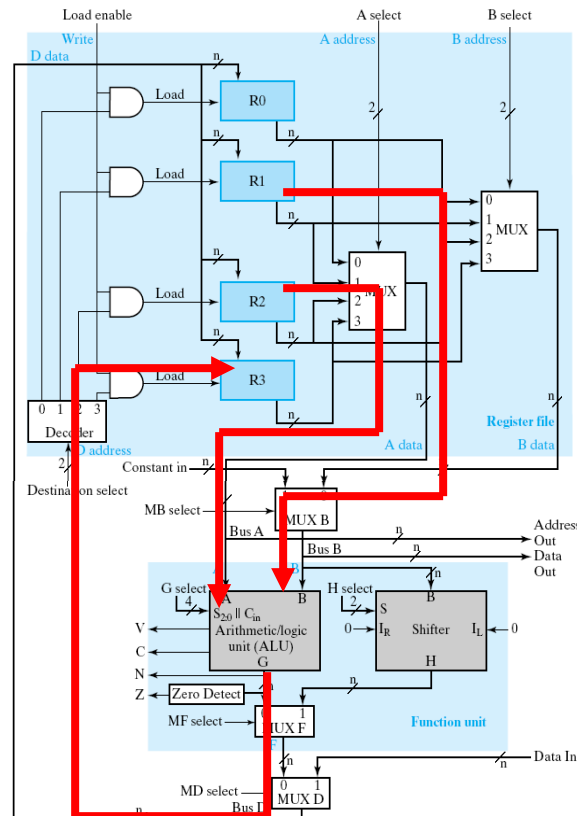 Load enable
A select
B select
Write
A address
B address
D data
n
R0
Load
2
2
n
n
R1
Load
n
0
1
2
3
MUX
0
1
2
3
MUX
n
R2
Load
n
n
R3
Load
n
n
n
0 1 2 3
Decoder
D address
Register file
A data
B data
2
Destination select
Constant in
n
MB select
MUX B
Bus A
n
Address
Out
Bus B
n
Data
Out
n
G select
4
A
B
B
H select
2
B
S2:0 || Cin
Arithmetic/logic
unit (ALU)
G
S
IR
Shifter
IL
0
0
H
V
C
N
Z
Zero Detect
n
n
MF select
0 1
MUX F
F
Function unit
n
n
Data In
MD select
0 1
MUX D
Bus D
n